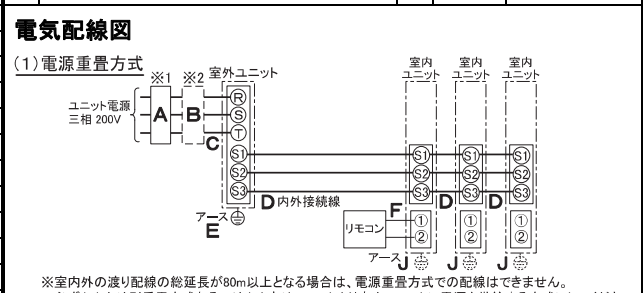 電気配線図
(1)電源重畳方式
※1 ※2 室外ユニット
室内ユニット 室内ユニット 室内ユニット
ユニット電源
三相 200V
A B C
R
S
T
S1 S1 S1 S1
S2 S2 S2 S2
S3 S3 S3 S3
D 内外接続線 D D
アース
E
F
リモコン
① ① ①
② ② ②
アース J J J
※室内外の渡り配線の総延長が80m以上となる場合は、電源重畳方式での配線はできません。